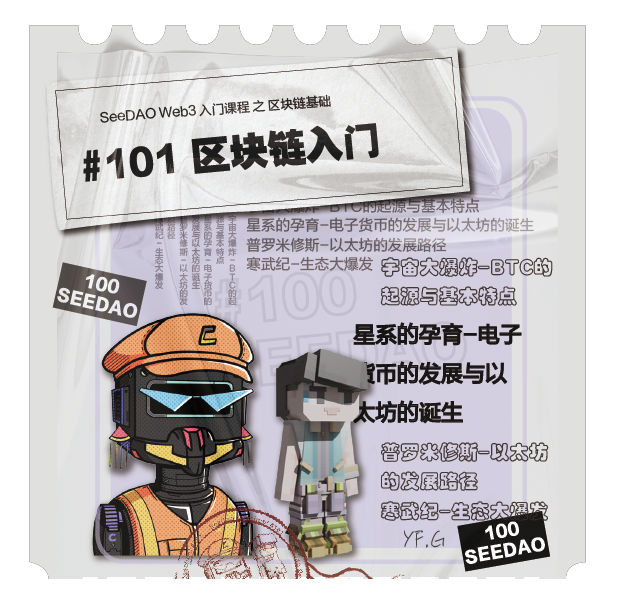 SeeDAO Web3 入门课程 之 区块链基础
#101 区块链入门
BTC的起源与基本特点
星系的孕育-电子货币的发展与以太坊的诞生
普罗米修斯-以太坊的发展路径
寒武纪-生态大爆发
宇宙大爆炸-BTC的
起源与基本特点
100
SEEDAO
#100
SEEDAO
星系的孕育-电子
货币的发展与以
太坊的诞生
普罗米修斯-以太坊
的发展路径
寒武纪-生态大爆发
YF.G
100
SEEDAO